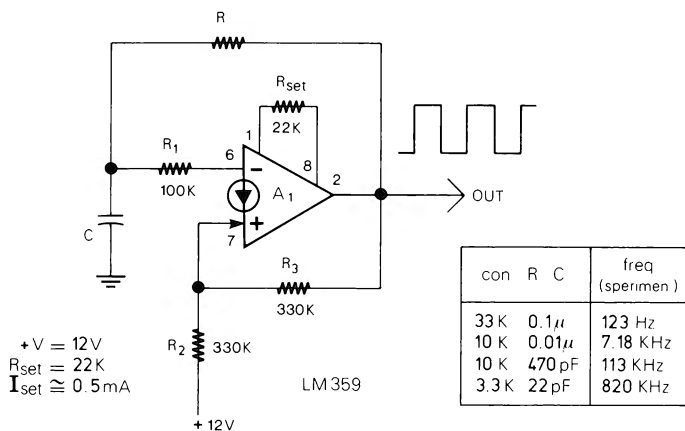 R
R set
22K
1
R1
6
−
8
2
100K
A1
OUT
+
7
C
R3
330K
R2
330K
+V = 12V
Rset = 22K
Iset ≅ 0.5mA
LM359
+12V
con R C freq (sperimen)
33K 0.1µ 123 Hz
10K 0.01µ 7.18 KHz
10K 470pF 113 KHz
3.3K 22pF 820 KHz